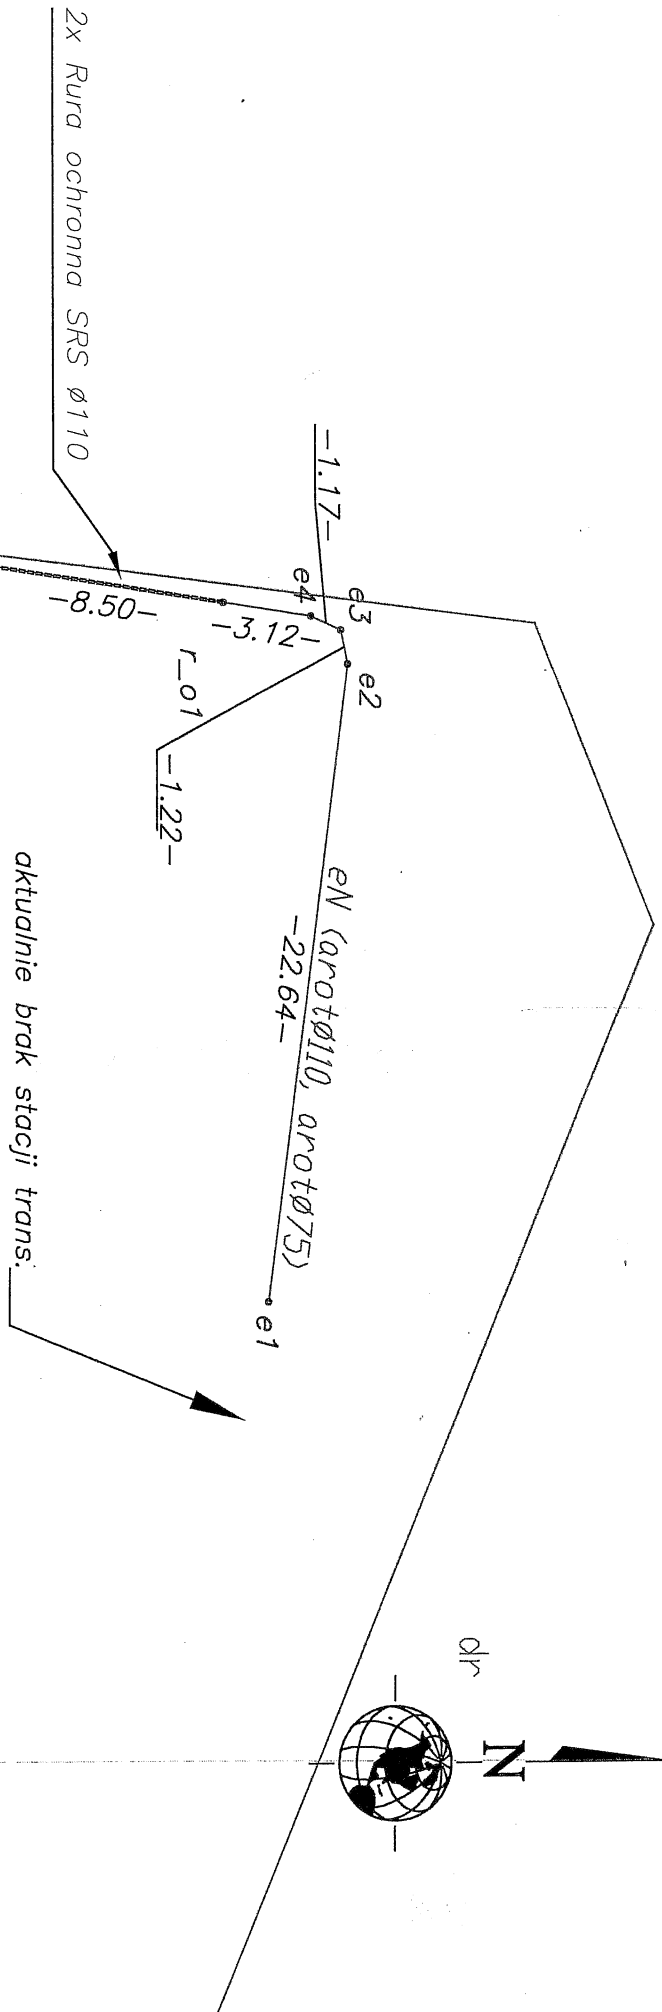 2x Rura ochronna SRS ø110
-1.17-
e4
e3
-8.50-
-3.12-
e2
r_o1
-1.22-
eN (arotø110, arotø75)
-22.64-
e1
aktualnie brak stacji trans.
dr
N